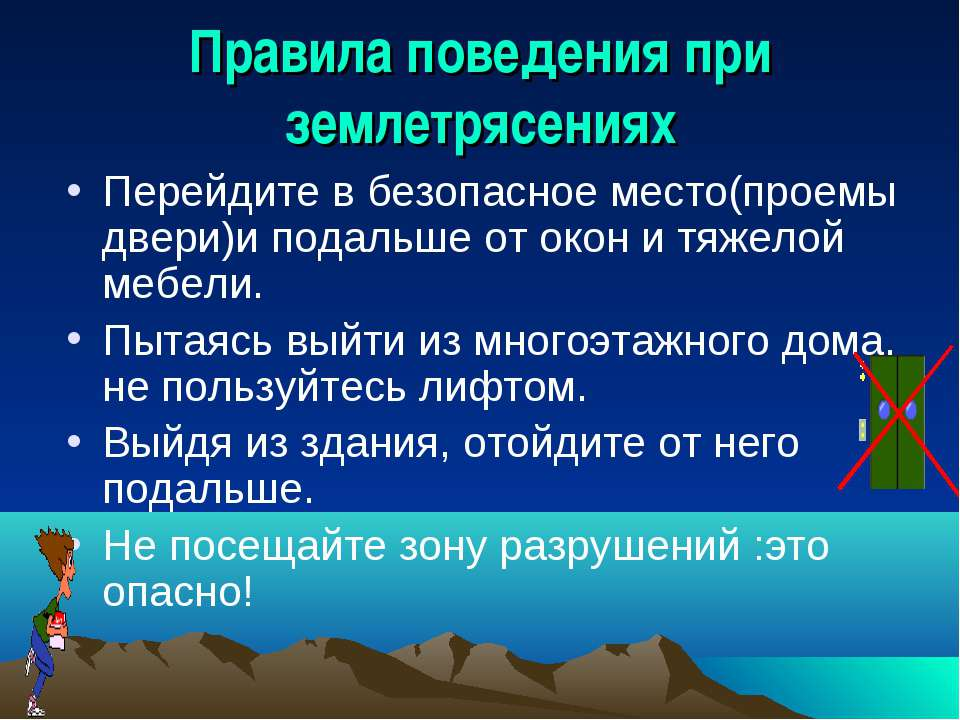 Правила поведения при
землетрясениях
• Перейдите в безопасное место(проемы
двери)и подальше от окон и тяжелой
мебели.
• Пытаясь выйти из многоэтажного дома.
не пользуйтесь лифтом.
• Выйдя из здания, отойдите от него
подальше.
• Не посещайте зону разрушений :это
опасно!